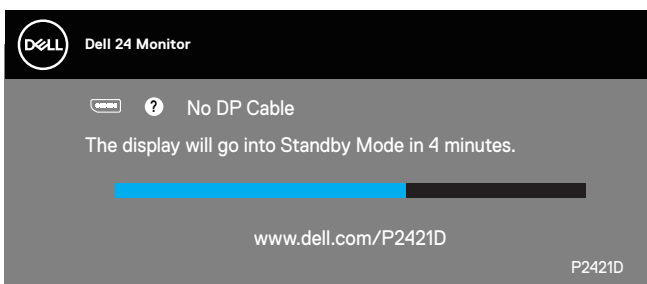 DELL
Dell 24 Monitor
? No DP Cable
The display will go into Standby Mode in 4 minutes.
www.dell.com/P2421D
P2421D